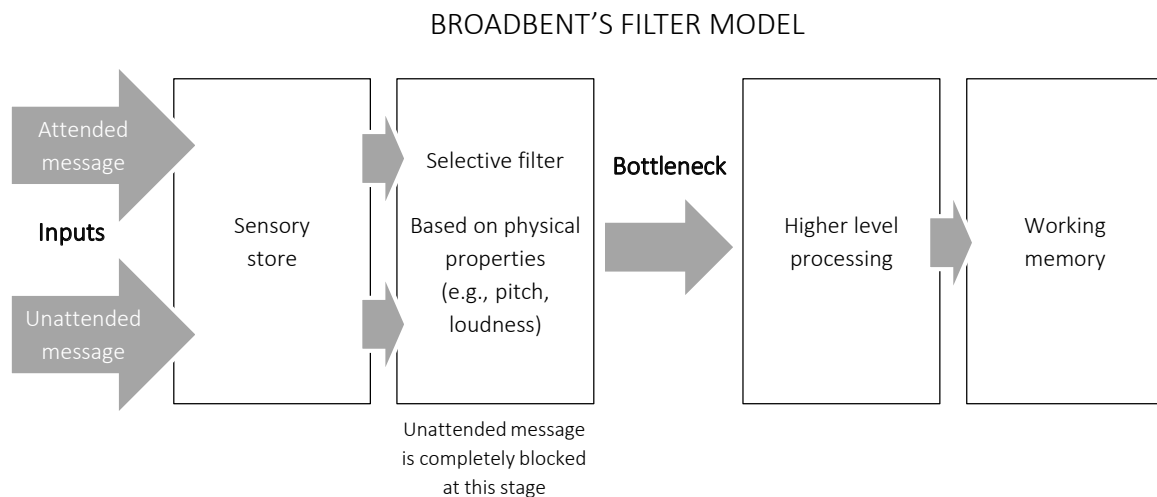 BROADBENT’S FILTER MODEL
Attended
message
Inputs
Unattended
message
Sensory
store
Selective filter
Based on physical
properties
(e.g., pitch,
loudness)
Unattended message
is completely blocked
at this stage
Bottleneck
Higher level
processing
Working
memory